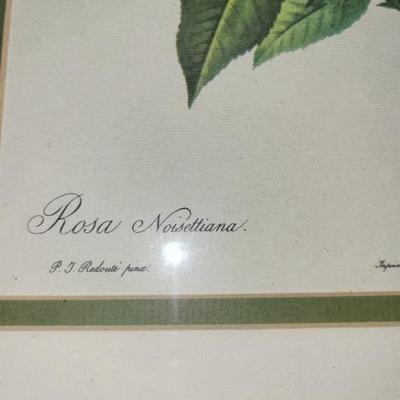 Rosa Noisettiana.
P. J. Redouté pinx.